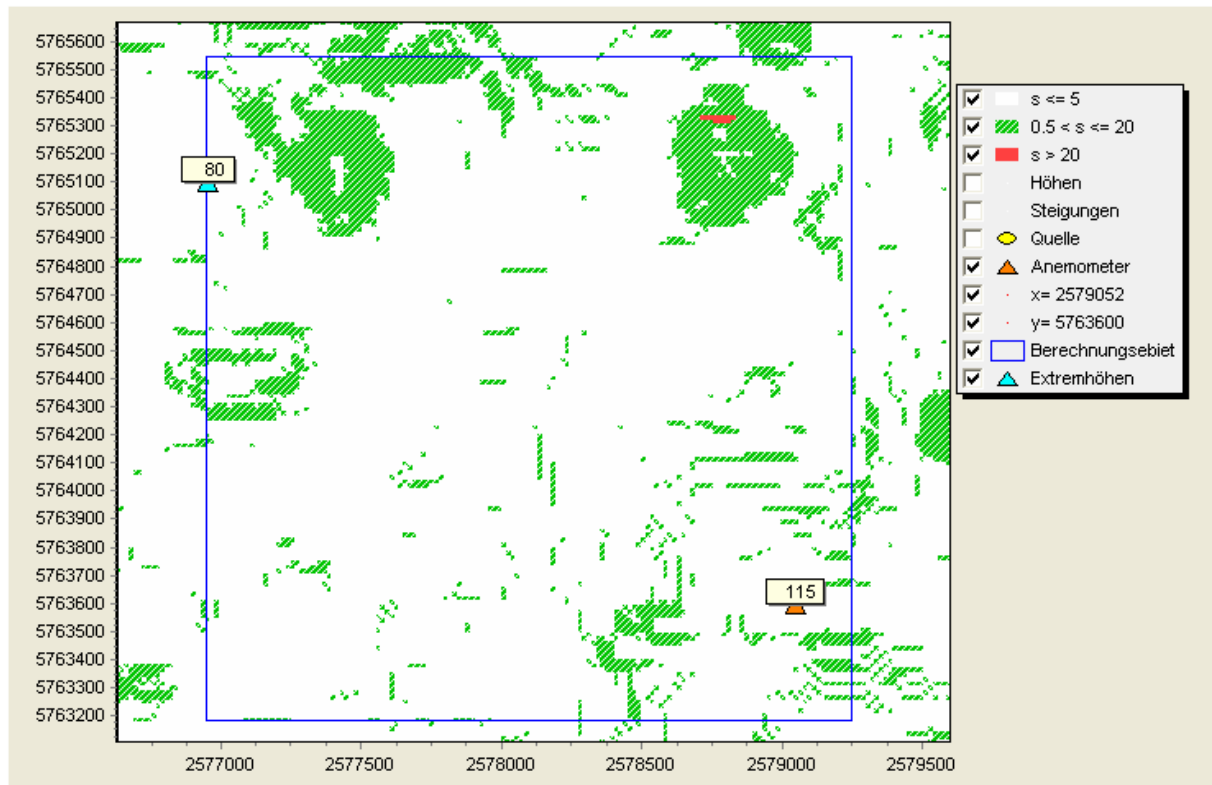 5765600
5765500
5765400
5765300
5765200
5765100
5765000
5764900
5764800
5764700
5764600
5764500
5764400
5764300
5764200
5764100
5764000
5763900
5763800
5763700
5763600
5763500
5763400
5763300
5763200
80
115
2577000 2577500 2578000 2578500 2579000 2579500
s <= 5
0.5 < s <= 20
s > 20
Höhen
Steigungen
Quelle
Anemometer
x= 2579052
y= 5763600
Berechnungsebiet
Extremhöhen